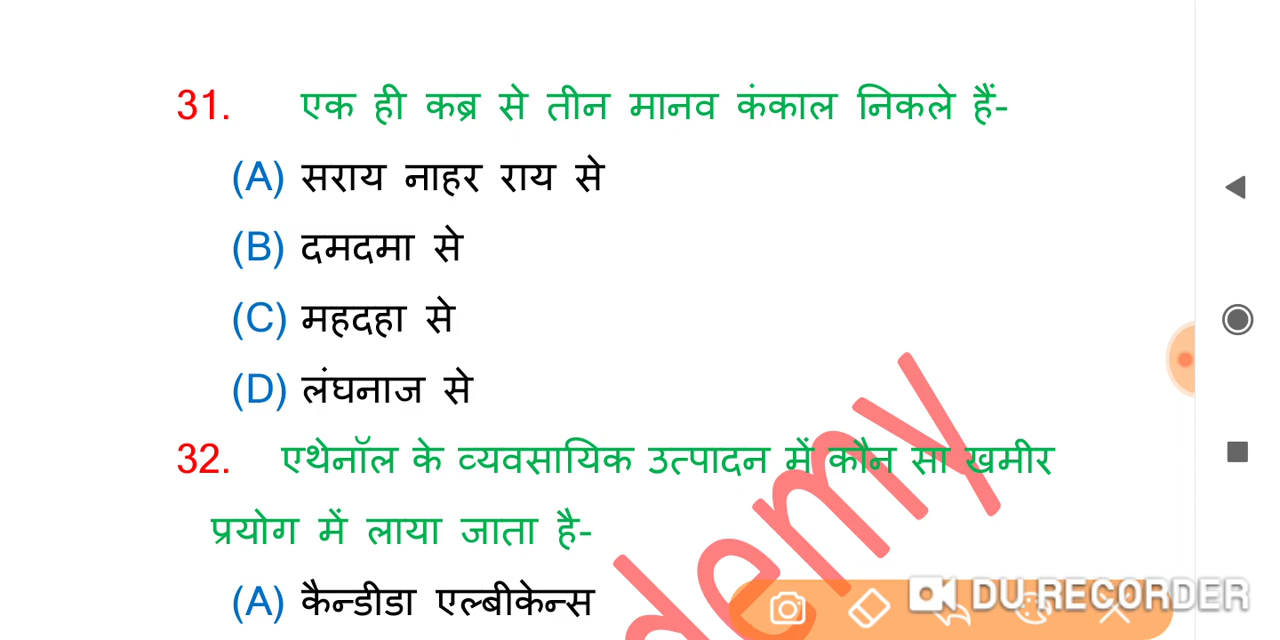 31. एक ही कब्र से तीन मानव कंकाल निकले हैं-
(A) सराय नाहर राय से
(B) दमदमा से
(C) महदहा से
(D) लंघनाज से
32. एथेनॉल के व्यवसायिक उत्पादन में कौन सा खमीर
प्रयोग में लाया जाता है-
(A) कैन्डीडा एल्बीकेन्स
demy
DU RECORDER